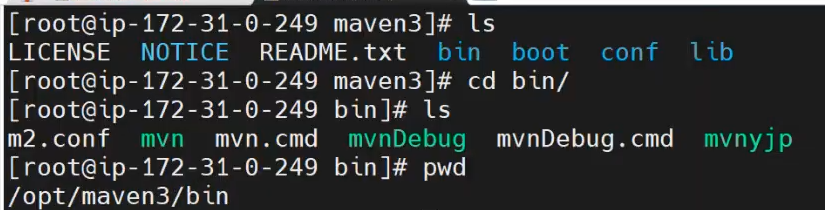 [root@ip-172-31-0-249 maven3]# ls
LICENSE  NOTICE  README.txt  bin  boot  conf  lib
[root@ip-172-31-0-249 maven3]# cd bin/
[root@ip-172-31-0-249 bin]# ls
m2.conf  mvn  mvn.cmd  mvnDebug  mvnDebug.cmd  mvnyjp
[root@ip-172-31-0-249 bin]# pwd
/opt/maven3/bin